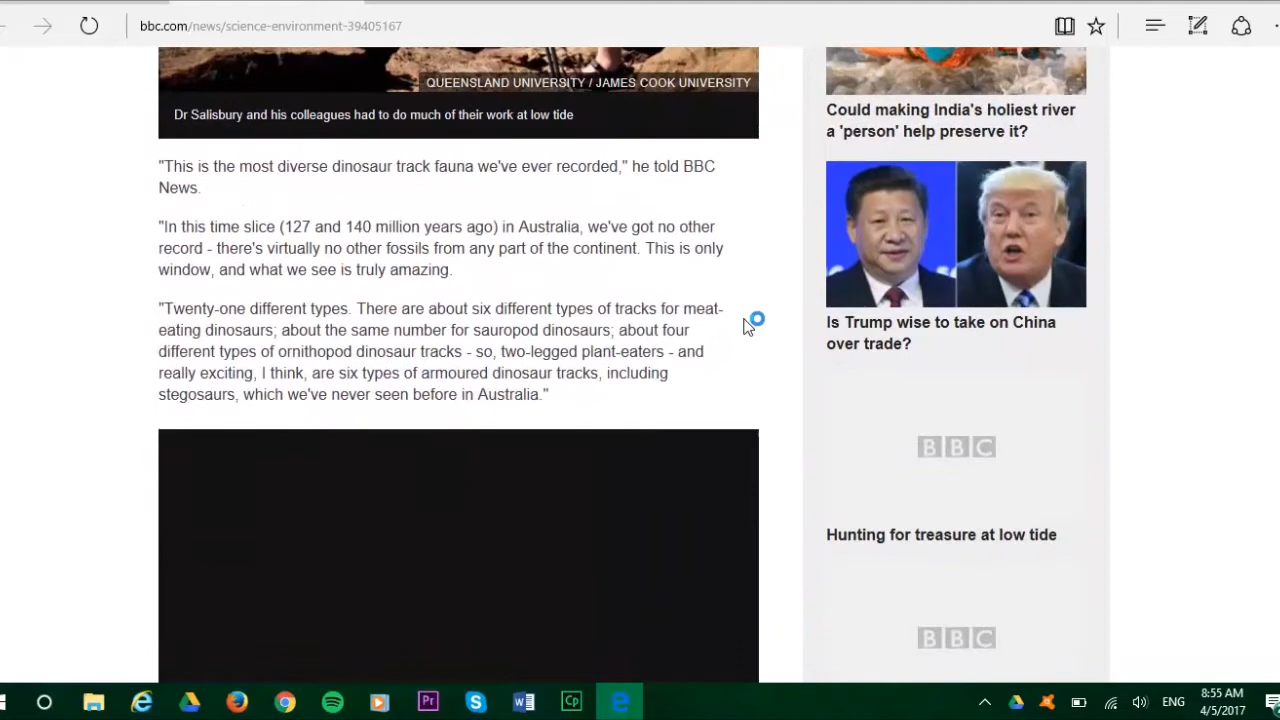 bbc.com/news/science-environment-39405167
QUEENSLAND UNIVERSITY / JAMES COOK UNIVERSITY
Dr Salisbury and his colleagues had to do much of their work at low tide
"This is the most diverse dinosaur track fauna we've ever recorded," he told BBC
News.
"In this time slice (127 and 140 million years ago) in Australia, we've got no other
record - there's virtually no other fossils from any part of the continent. This is only
window, and what we see is truly amazing.
"Twenty-one different types. There are about six different types of tracks for meat-
eating dinosaurs; about the same number for sauropod dinosaurs; about four
different types of ornithopod dinosaur tracks - so, two-legged plant-eaters - and
really exciting, I think, are six types of armoured dinosaur tracks, including
stegosaurs, which we've never seen before in Australia."
Could making India's holiest river
a 'person' help preserve it?
Is Trump wise to take on China
over trade?
BBC
Hunting for treasure at low tide
BBC
Pr
Cp
ENG
8:55 AM
4/5/2017